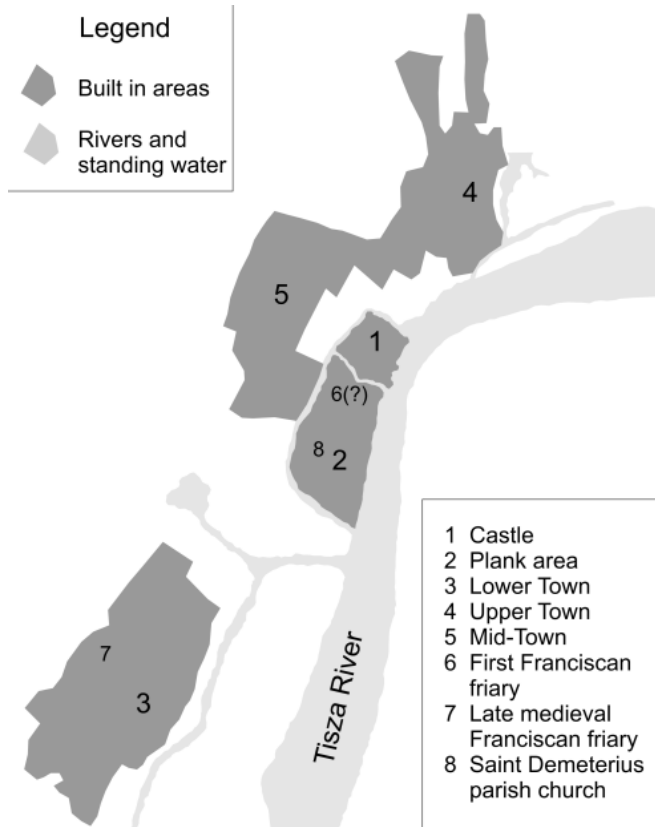 Legend
Built in areas
Rivers and
standing water
4
5
1
6(?)
8
2
7
3
Tisza River
1 Castle
2 Plank area
3 Lower Town
4 Upper Town
5 Mid-Town
6 First Franciscan
friary
7 Late medieval
Franciscan friary
8 Saint Demeterius
parish church